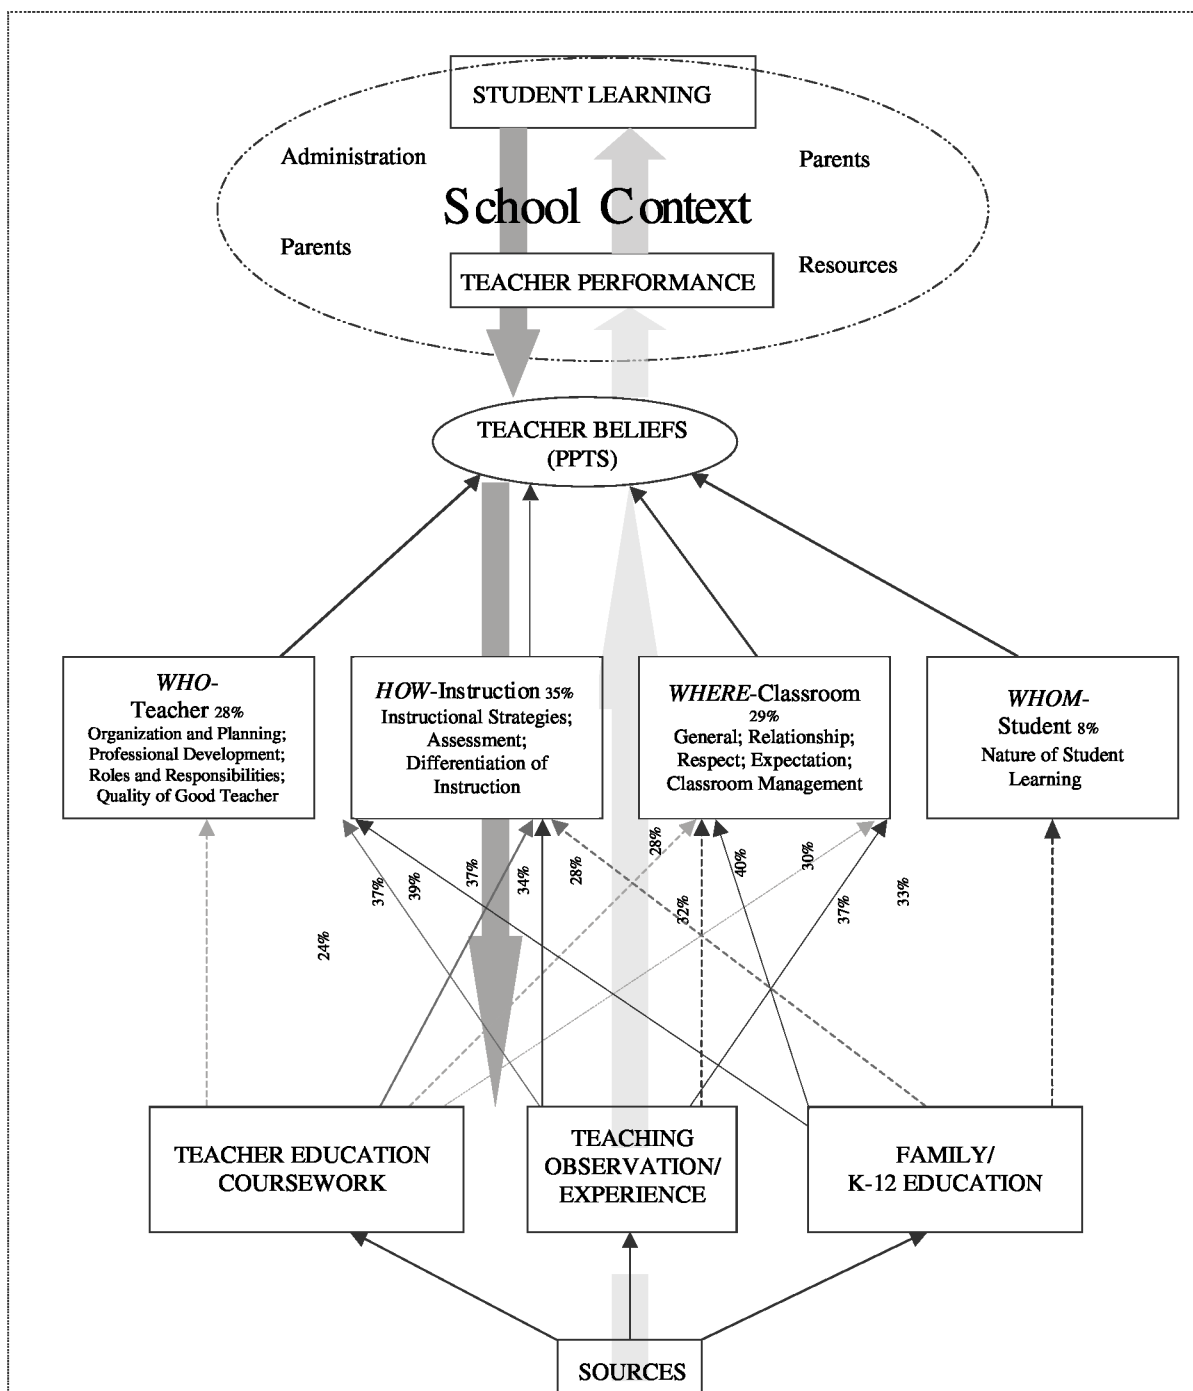 STUDENT LEARNING
Administration
Parents
School Context
Parents
Resources
TEACHER PERFORMANCE
TEACHER BELIEFS
(PPTS)
WHO-
Teacher 28%
Organization and Planning;
Professional Development;
Roles and Responsibilities;
Quality of Good Teacher
HOW-Instruction 35%
Instructional Strategies;
Assessment;
Differentiation of
Instruction
WHERE-Classroom
29%
General; Relationship;
Respect; Expectation;
Classroom Management
WHOM-
Student 8%
Nature of Student
Learning
24%
37%
39%
37%
34%
28%
28%
32%
40%
30%
37%
33%
TEACHER EDUCATION
COURSEWORK
TEACHING
OBSERVATION/
EXPERIENCE
FAMILY/
K-12 EDUCATION
SOURCES